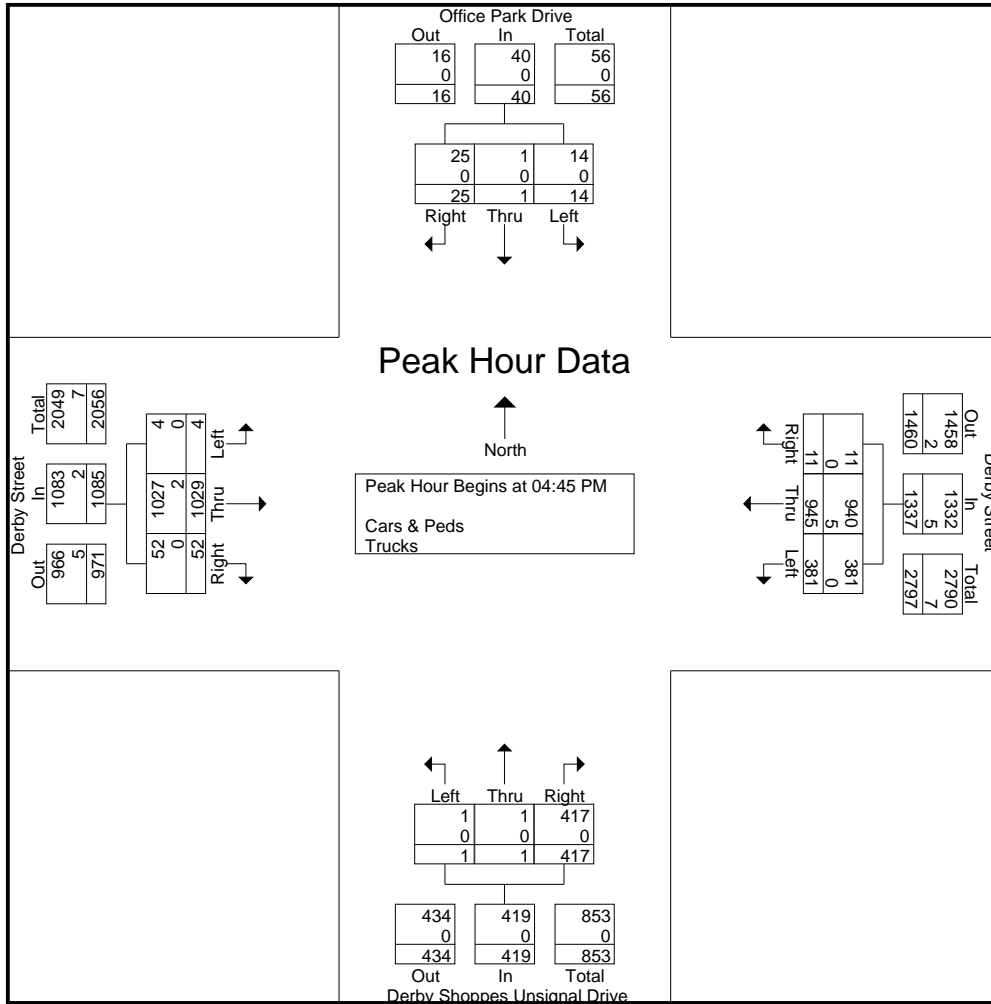 Office Park Drive
Out In Total
16 40 56
0 0 0
16 40 56
25 1 14
0 0 0
25 1 14
Right Thru Left
Peak Hour Data
North
Peak Hour Begins at 04:45 PM
Cars & Peds
Trucks
Derby Street
Total In Out
2049 1083 966
7 2 5
2056 1085 971
Left Thru Right
4 1027 52
0 2 0
4 1029 52
Derby Street
Out In Total
1458 1332 2790
2 5 7
1460 1337 2797
Right Thru Left
11 940 381
0 5 0
11 945 381
Left Thru Right
1 1 417
0 0 0
1 1 417
434 419 853
0 0 0
434 419 853
Out In Total
Derby Shoppes Unsignal Drive